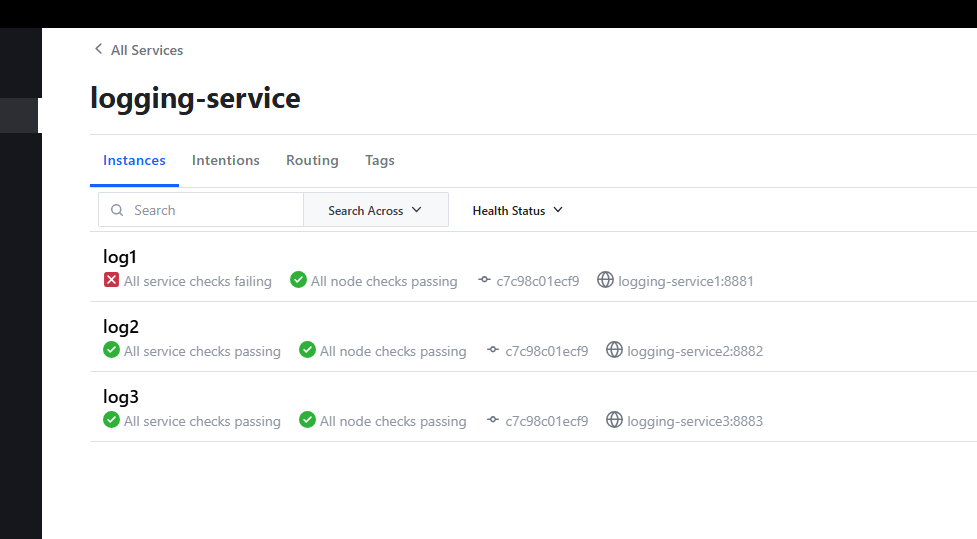 All Services
logging-service
Instances Intentions Routing Tags
Search Search Across Health Status
log1
All service checks failing All node checks passing c7c98c01ecf9 logging-service1:8881
log2
All service checks passing All node checks passing c7c98c01ecf9 logging-service2:8882
log3
All service checks passing All node checks passing c7c98c01ecf9 logging-service3:8883